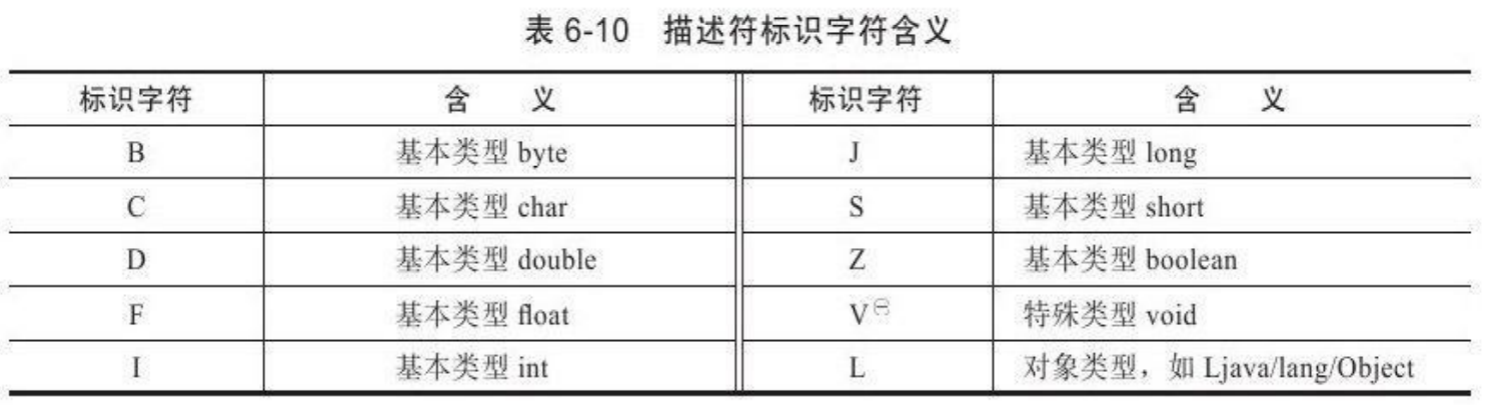 表 6-10 描述符标识字符含义
标识字符 含 义 标识字符 含 义
B 基本类型 byte J 基本类型 long
C 基本类型 char S 基本类型 short
D 基本类型 double Z 基本类型 boolean
F 基本类型 float V㊀ 特殊类型 void
I 基本类型 int L 对象类型，如 Ljava/lang/Object